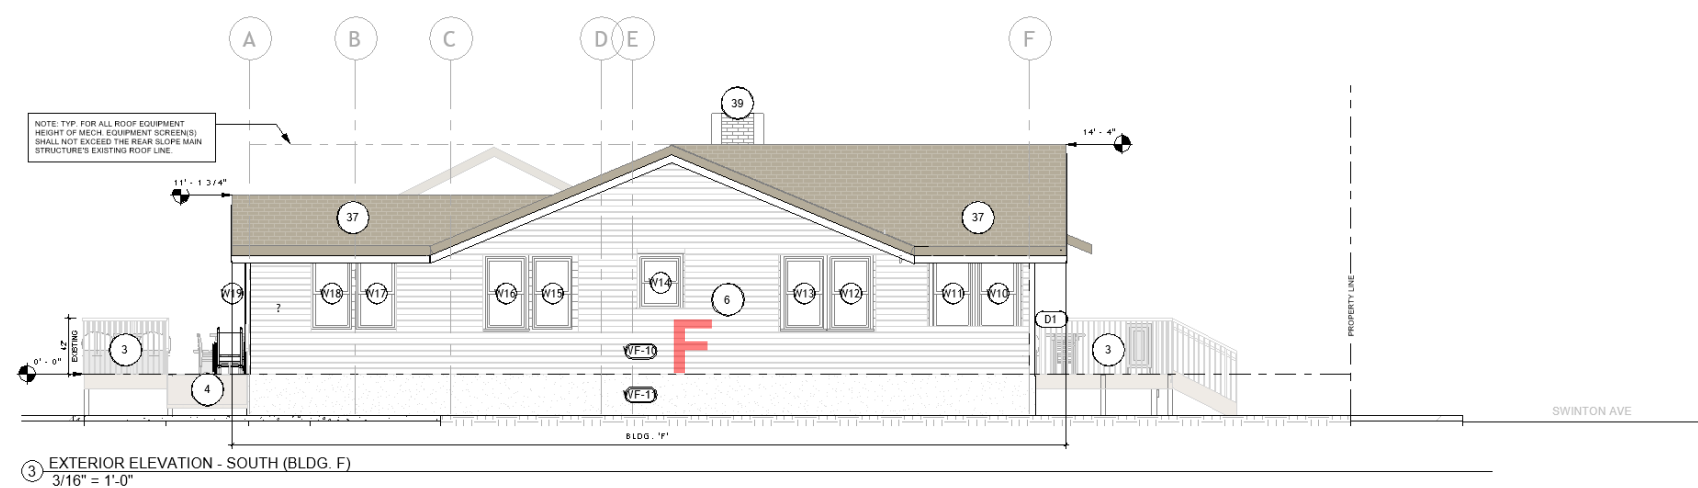 A B C D E F
39
NOTE: TYP. FOR ALL ROOF EQUIPMENT
HEIGHT OF MECH. EQUIPMENT SCREEN(S)
SHALL NOT EXCEED THE REAR SLOPE MAIN
STRUCTURE'S EXISTING ROOF LINE.
14' - 4"
11' - 1 3/4"
37 37
W19 ? W18 W17 W16 W15 W14 6 W13 W12 W11 W10
D1
PROPERTY LINE
42"
EXISTING
3 3
F
WF-10
0' - 0"
4
WF-11
SWINTON AVE
BLDG. 'F'
3 EXTERIOR ELEVATION - SOUTH (BLDG. F)
3/16" = 1'-0"